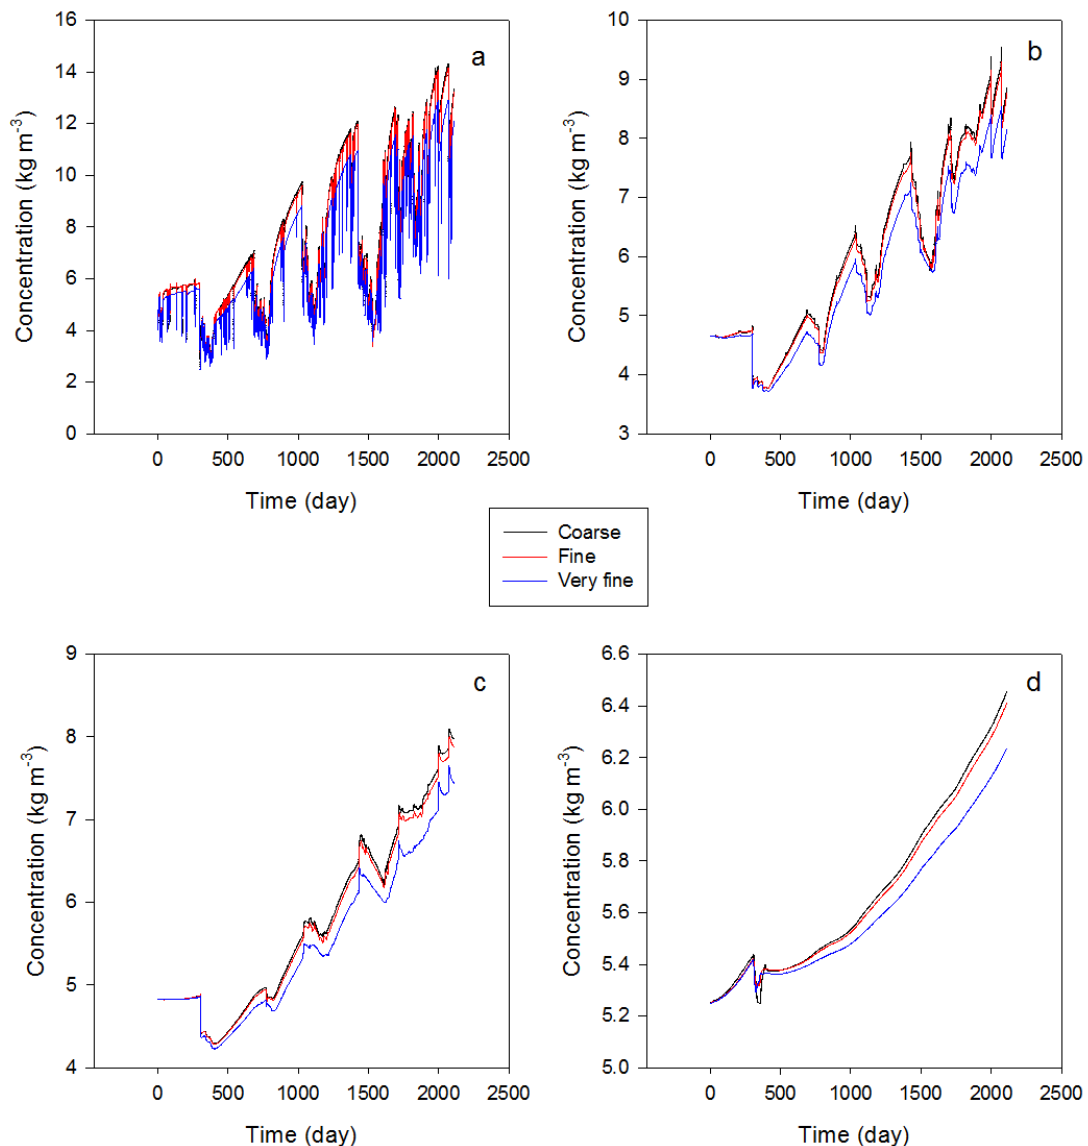 a
Concentration (kg m-3)
16
14
12
10
8
6
4
2
0
0 500 1000 1500 2000 2500
Time (day)
b
Concentration (kg m-3)
10
9
8
7
6
5
4
3
0 500 1000 1500 2000 2500
Time (day)
Coarse
Fine
Very fine
c
Concentration (kg m-3)
9
8
7
6
5
4
0 500 1000 1500 2000 2500
Time (day)
d
Concentration (kg m-3)
6.6
6.4
6.2
6.0
5.8
5.6
5.4
5.2
5.0
0 500 1000 1500 2000 2500
Time (day)